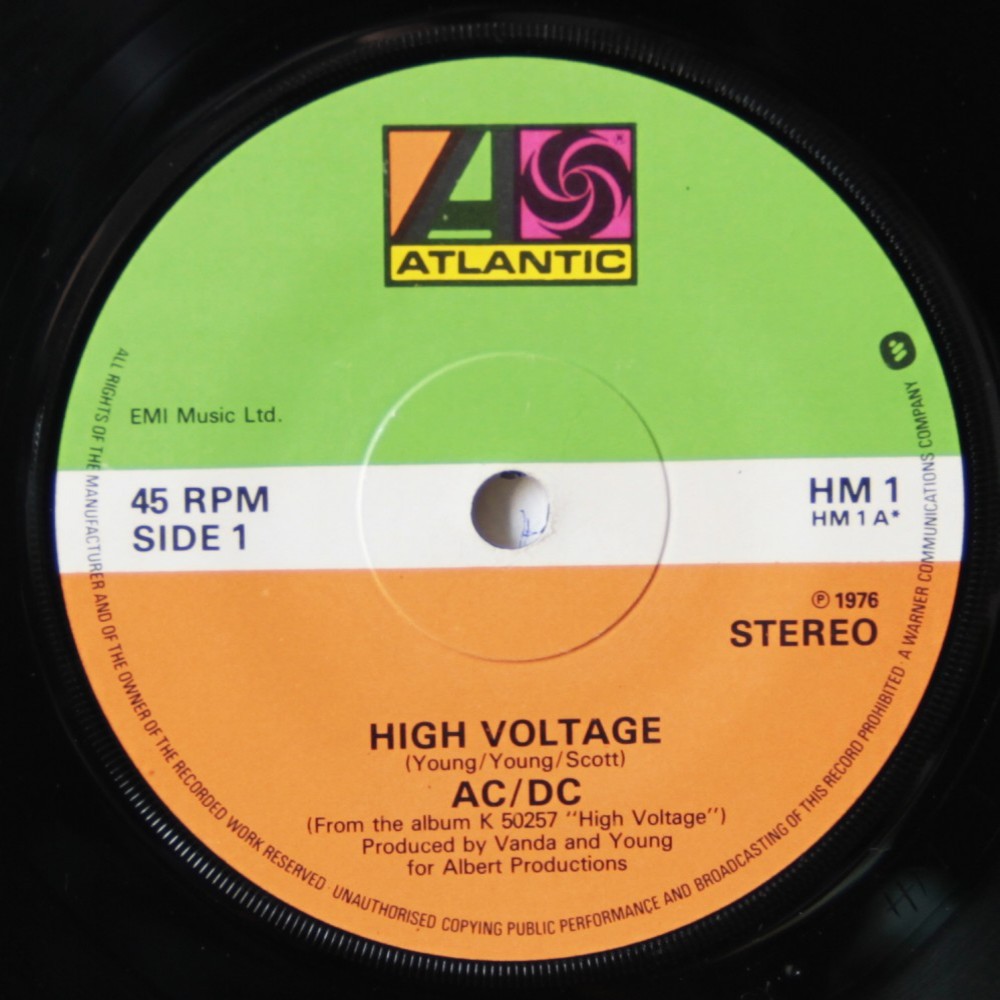 ATLANTIC
EMI Music Ltd.
45 RPM
SIDE 1
HM 1
HM 1 A*
℗ 1976
STEREO
HIGH VOLTAGE
(Young/Young/Scott)
AC/DC
(From the album K 50257 "High Voltage")
Produced by Vanda and Young
for Albert Productions
ALL RIGHTS OF THE MANUFACTURER AND OF THE OWNER OF THE RECORDED WORK RESERVED · UNAUTHORISED COPYING PUBLIC PERFORMANCE AND BROADCASTING OF THIS RECORD PROHIBITED · A WARNER COMMUNICATIONS COMPANY